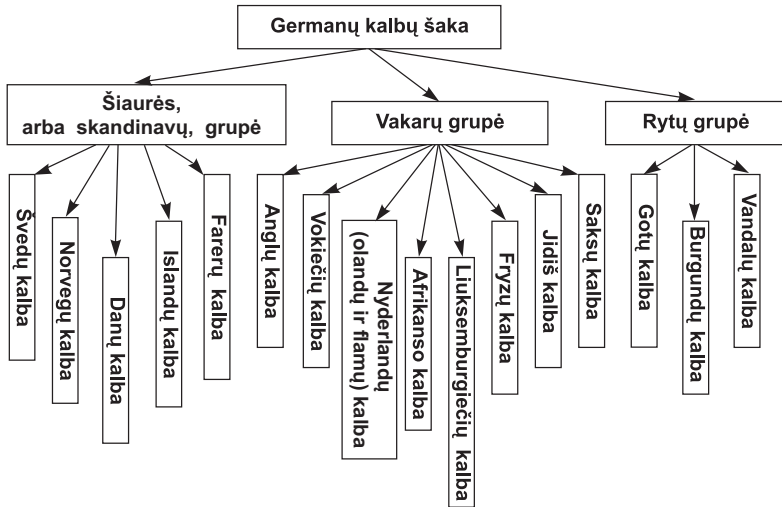 Germanų kalbų šaka
Šiaurės,
arba skandinavų, grupė
Vakarų grupė
Rytų grupė
Švedų kalba
Norvegų kalba
Danų kalba
Islandų kalba
Farerų kalba
Anglų kalba
Vokiečių kalba
Nyderlandų
(olandų ir flamų) kalba
Afrikanso kalba
Liuksemburgiečių kalba
Fryzų kalba
Jidiš kalba
Saksų kalba
Gotų kalba
Burgundų kalba
Vandalų kalba